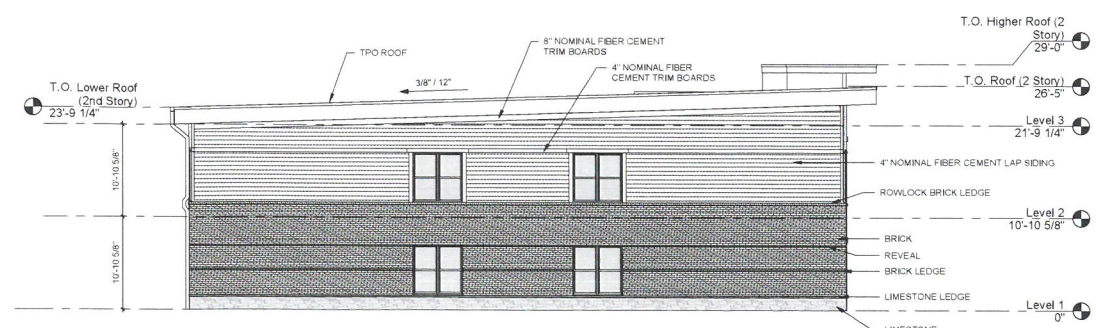 T.O. Higher Roof (2
Story)
29'-0"
8" NOMINAL FIBER CEMENT
TRIM BOARDS
TPO ROOF
4" NOMINAL FIBER
CEMENT TRIM BOARDS
3/8" / 12"
T.O. Roof (2 Story)
26'-5"
T.O. Lower Roof
(2nd Story)
23'-9 1/4"
Level 3
21'-9 1/4"
10'-10 5/8"
4" NOMINAL FIBER CEMENT LAP SIDING
ROWLOCK BRICK LEDGE
Level 2
10'-10 5/8"
BRICK
REVEAL
10'-10 5/8"
BRICK LEDGE
LIMESTONE LEDGE
Level 1
0"
LIMESTONE